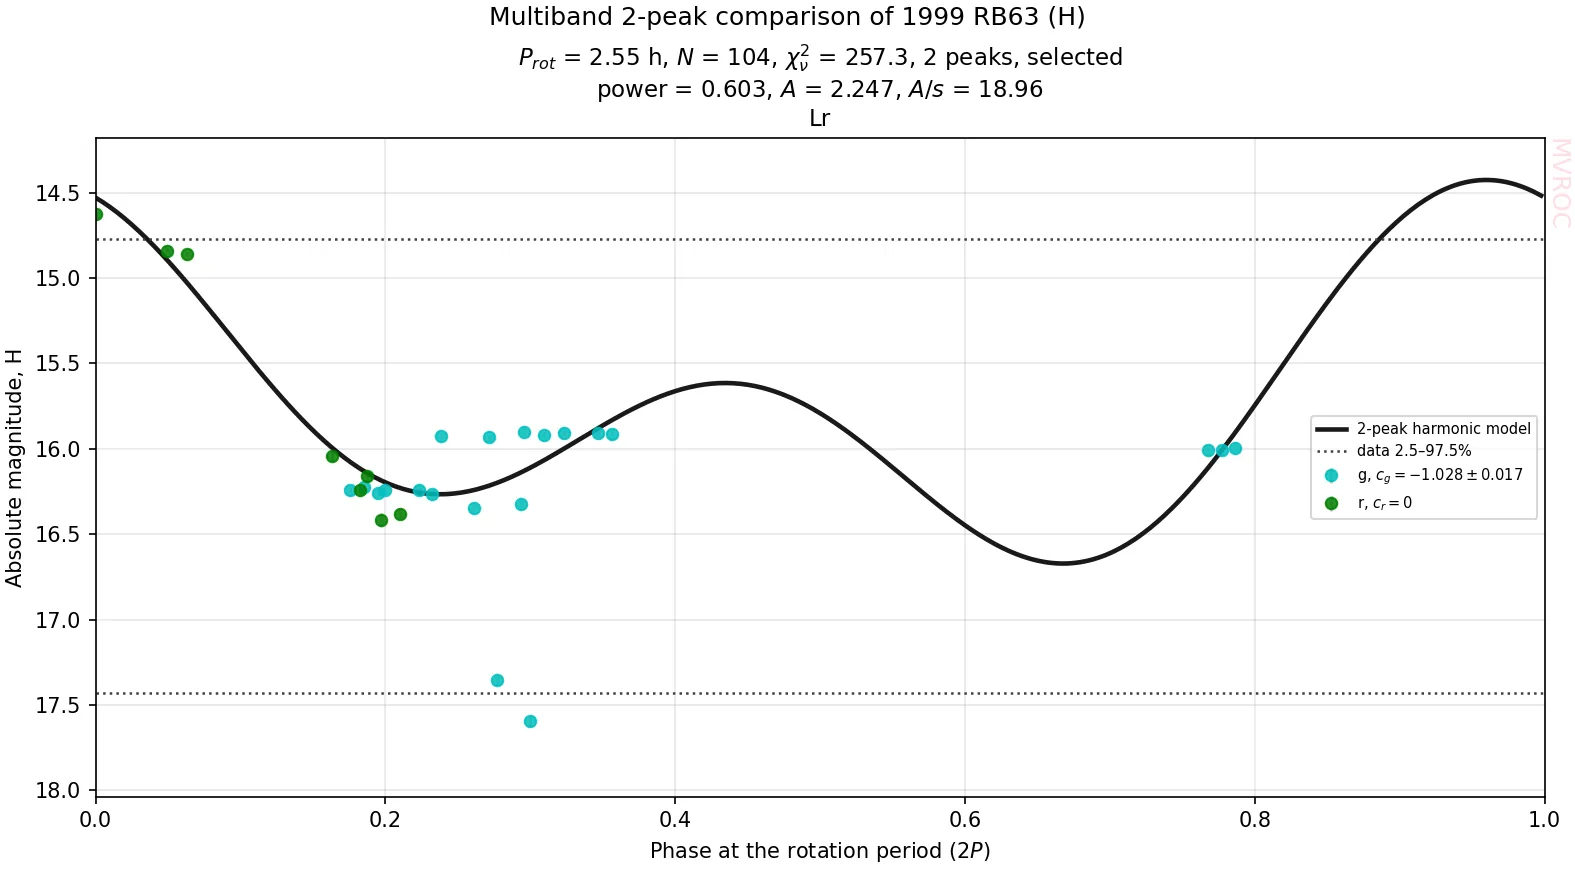 Multiband 2-peak comparison of 1999 RB63 (H)
P_rot = 2.55 h, N = 104, χ²_ν = 257.3, 2 peaks, selected
power = 0.603, A = 2.247, A/s = 18.96
Lr
MVROC
Absolute magnitude, H
14.5
15.0
15.5
16.0
16.5
17.0
17.5
18.0
2-peak harmonic model
data 2.5–97.5%
g, c_g = −1.028 ± 0.017
r, c_r = 0
0.0 0.2 0.4 0.6 0.8 1.0
Phase at the rotation period (2P)